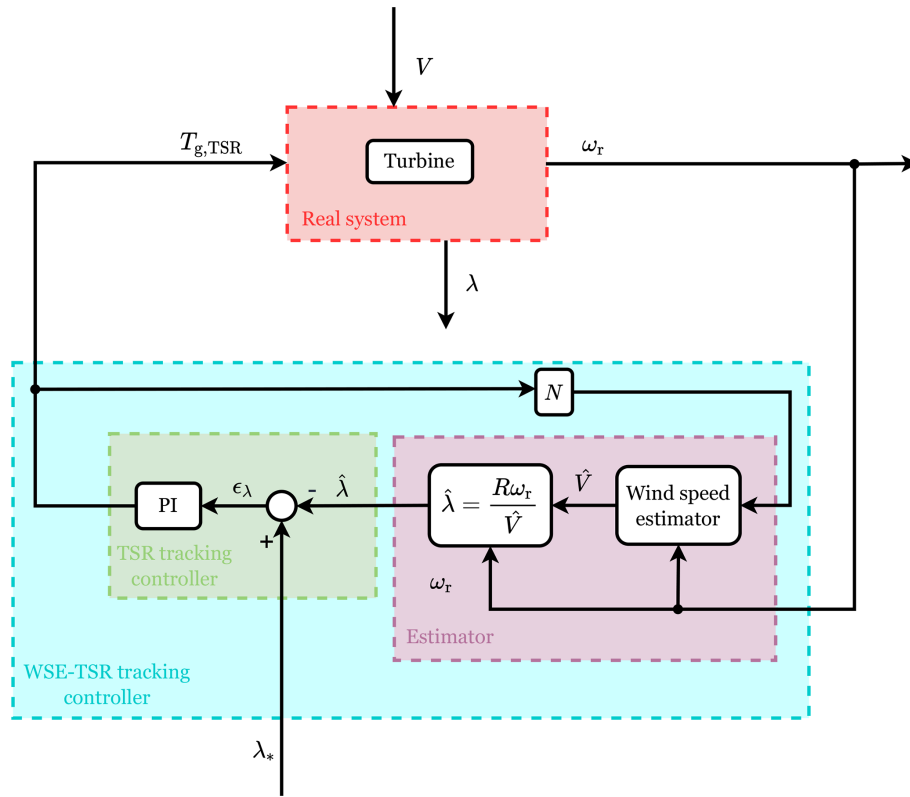 V
T_{g,TSR}
ω_r
Turbine
Real system
λ
N
ϵ_λ
-
λ̂
λ̂ = Rω_r / V̂
V̂
Wind speed
estimator
PI
+
TSR tracking
controller
ω_r
Estimator
WSE-TSR tracking
controller
λ_*